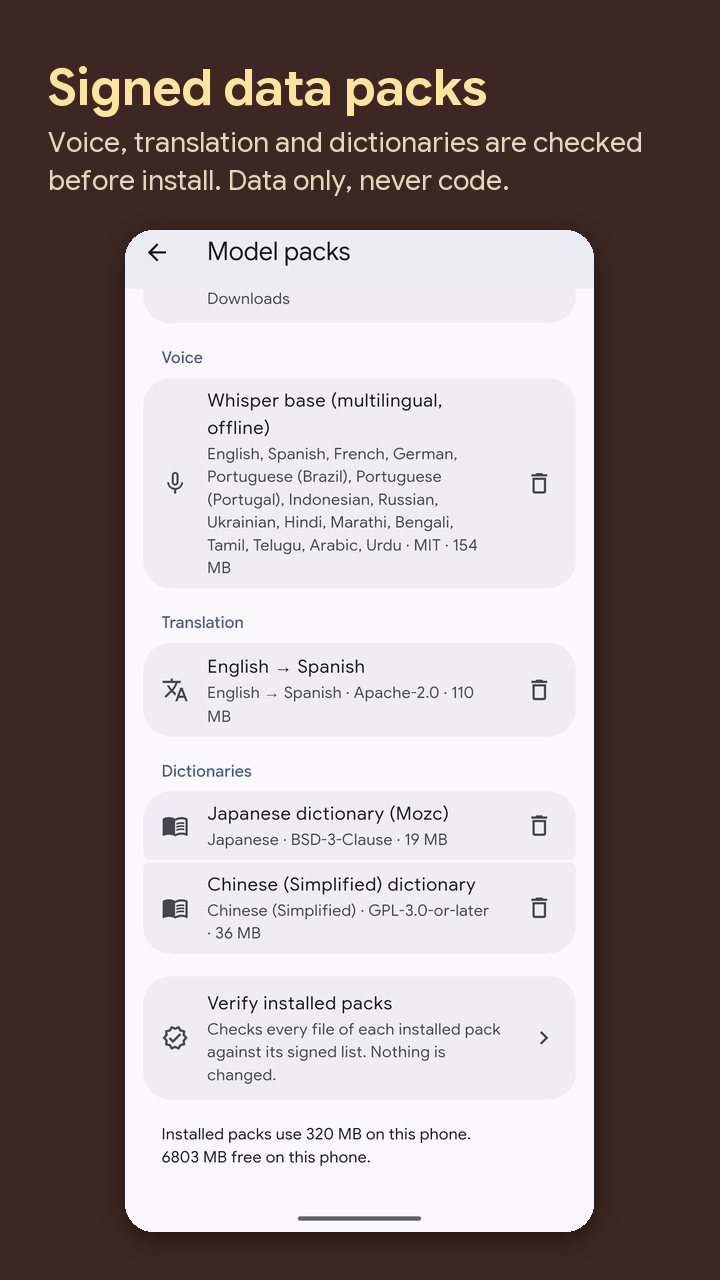 Signed data packs
Voice, translation and dictionaries are checked
before install. Data only, never code.
Model packs
Downloads
Voice
Whisper base (multilingual,
offline)
English, Spanish, French, German,
Portuguese (Brazil), Portuguese
(Portugal), Indonesian, Russian,
Ukrainian, Hindi, Marathi, Bengali,
Tamil, Telugu, Arabic, Urdu · MIT · 154
MB
Translation
English → Spanish
English → Spanish · Apache-2.0 · 110
MB
Dictionaries
Japanese dictionary (Mozc)
Japanese · BSD-3-Clause · 19 MB
Chinese (Simplified) dictionary
Chinese (Simplified) · GPL-3.0-or-later
· 36 MB
Verify installed packs
Checks every file of each installed pack
against its signed list. Nothing is
changed.
Installed packs use 320 MB on this phone.
6803 MB free on this phone.